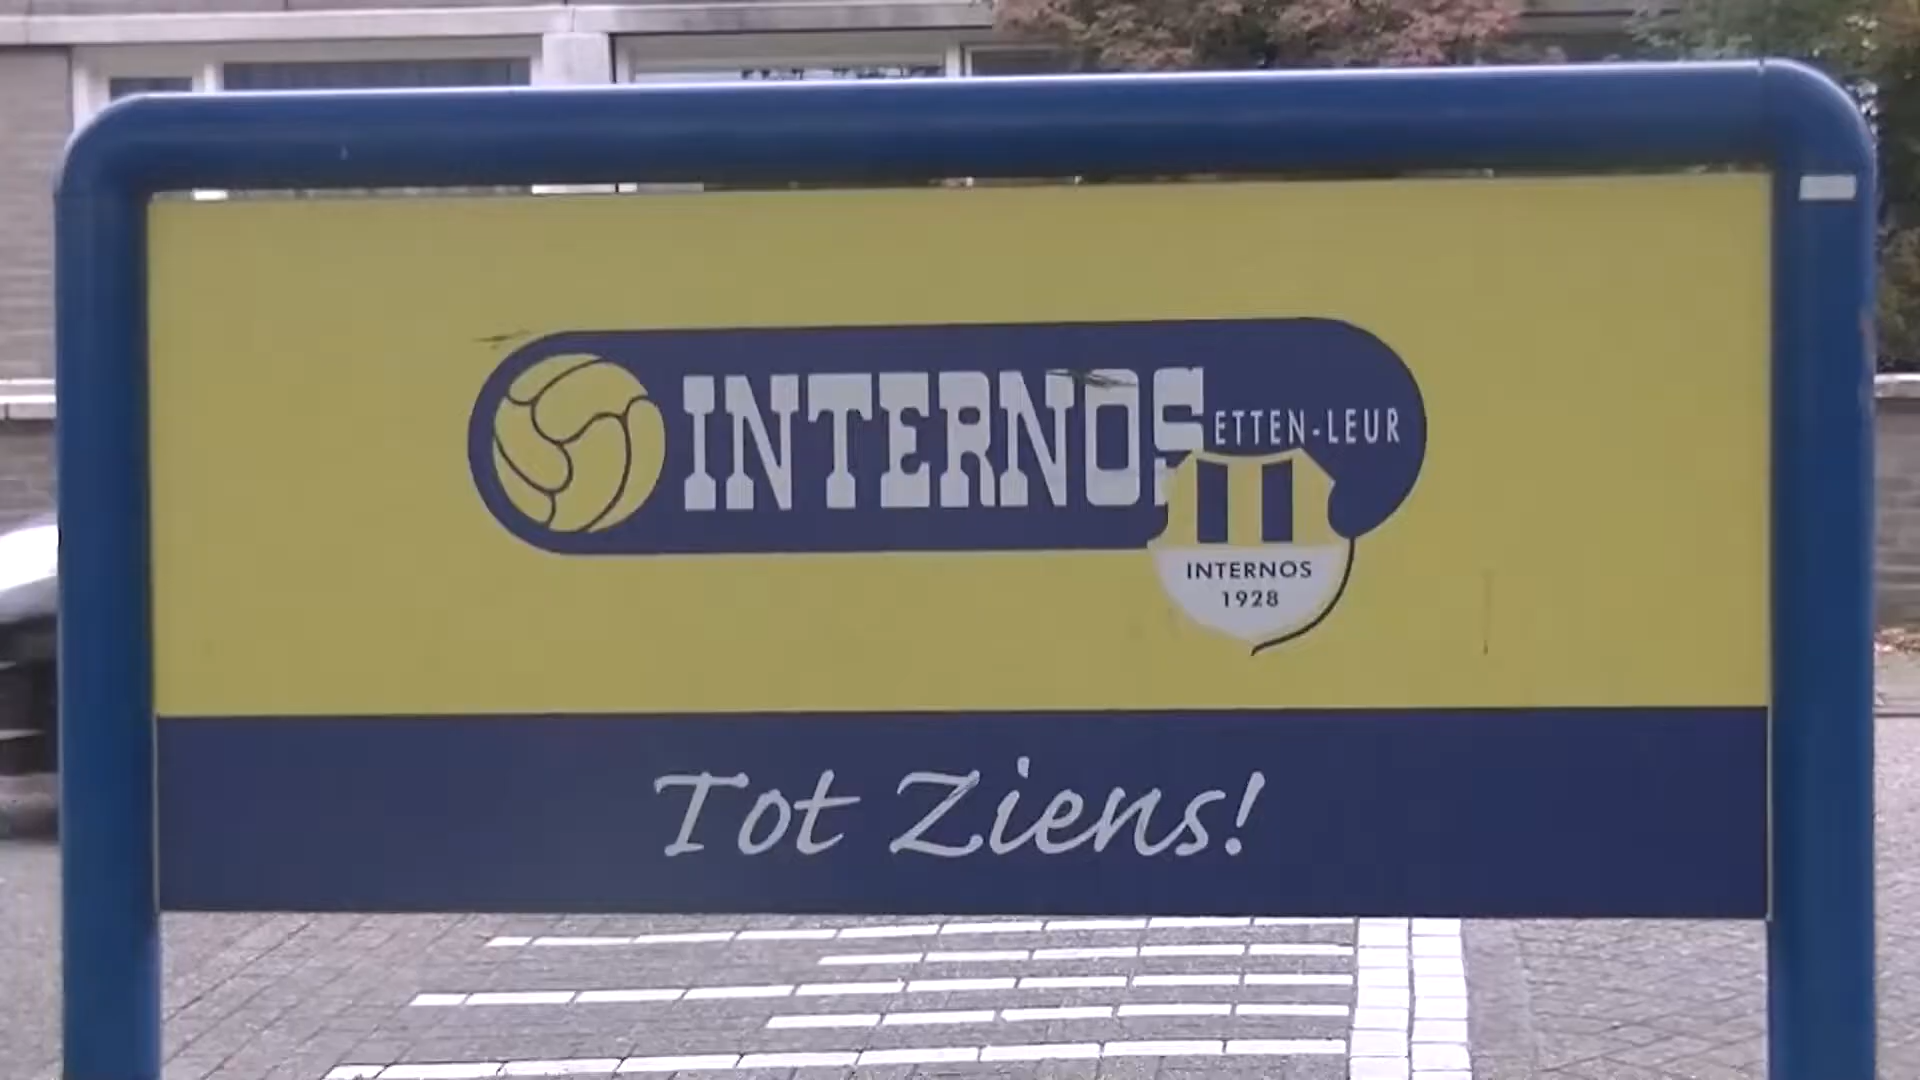 INTERNOS
ETTEN-LEUR
INTERNOS
1928
Tot Ziens!